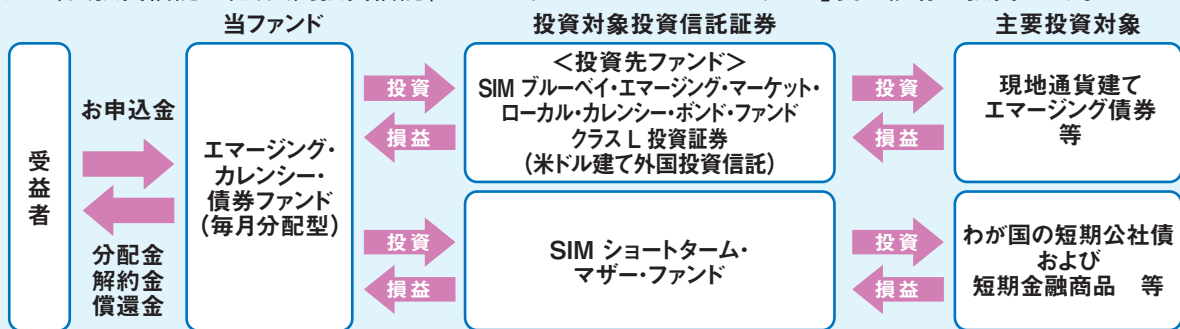 当ファンド
投資対象投資信託証券
主要投資対象
受益者
お申込金
分配金
解約金
償還金
エマージング・
カレンシー・
債券ファンド
(毎月分配型)
投資
損益
<投資先ファンド>
SIM ブルーベイ・エマージング・マーケット・
ローカル・カレンシー・ボンド・ファンド
クラス L 投資証券
(米ドル建て外国投資信託)
投資
損益
現地通貨建て
エマージング債券
等
投資
損益
SIM ショートターム・
マザー・ファンド
投資
損益
わが国の短期公社債
および
短期金融商品 等